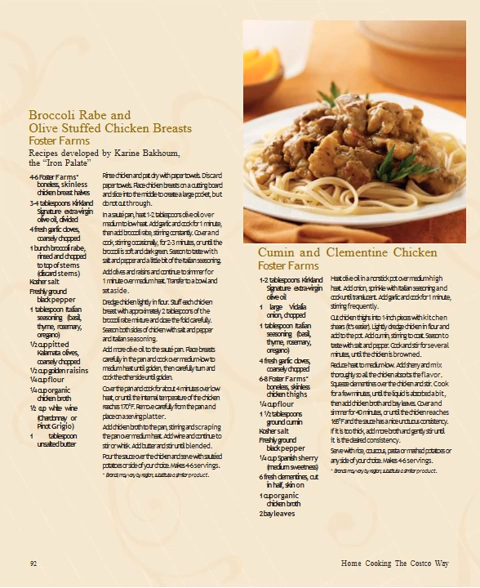 Broccoli Rabe and
Olive Stuffed Chicken Breasts
Foster Farms
Recipes developed by Karine Bakhoum,
the “Iron Palate”
4-6 Foster Farms*
boneless, skinless
chicken breast halves
3-4 tablespoons Kirkland
Signature extra-virgin
olive oil, divided
4 fresh garlic cloves,
coarsely chopped
1 bunch broccoli rabe,
rinsed and chopped
to top of stems
(discard stems)
Kosher salt
Freshly ground
black pepper
1 tablespoon Italian
seasoning (basil,
thyme, rosemary,
oregano)
1/2 cup pitted
Kalamata olives,
coarsely chopped
1/2 cup golden raisins
1/4 cup flour
1/4 cup organic
chicken broth
1/2 cup white wine
(Chardonnay or
Pinot Grigio)
1 tablespoon
unsalted butter
Rinse chicken and pat dry with paper towels. Discard
paper towels. Place chicken breasts on a cutting board
and slice into the middle to create a large pocket, but
do not cut through.
In a sauté pan, heat 1-2 tablespoons olive oil over
medium to low heat. Add garlic and cook for 1 minute,
then add broccoli rabe, stirring constantly. Cover and
cook, stirring occasionally, for 2-3 minutes, or until the
broccoli is soft and dark green. Season to taste with
salt and pepper and a little bit of the Italian seasoning.
Add olives and raisins and continue to simmer for
1 minute over medium heat. Transfer to a bowl and
set aside.
Dredge chicken lightly in flour. Stuff each chicken
breast with approximately 2 tablespoons of the
broccoli rabe mixture and close the fold carefully.
Season both sides of chicken with salt and pepper
and Italian seasoning.
Add more olive oil to the sauté pan. Place breasts
carefully in the pan and cook over medium-low to
medium heat until golden, then carefully turn and
cook the other side until golden.
Cover the pan and cook for about 4 minutes over low
heat, or until the internal temperature of the chicken
reaches 170°F. Remove carefully from the pan and
place on a serving platter.
Add chicken broth to the pan, stirring and scraping
the pan over medium heat. Add wine and continue to
stir or whisk. Add butter and stir until blended.
Pour the sauce over the chicken and serve with sautéed
potatoes or side of your choice. Makes 4-6 servings.
* Brands may vary by region; substitute a similar product.
Cumin and Clementine Chicken
Foster Farms
1-2 tablespoons Kirkland
Signature extra-virgin
olive oil
1 large Vidalia
onion, chopped
1 tablespoon Italian
seasoning (basil,
thyme, rosemary,
oregano)
4 fresh garlic cloves,
coarsely chopped
6-8 Foster Farms*
boneless, skinless
chicken thighs
1/4 cup flour
1 1/2 tablespoons
ground cumin
Kosher salt
Freshly ground
black pepper
1/4 cup Spanish sherry
(medium sweetness)
6 fresh clementines, cut
in half, skin on
1 cup organic
chicken broth
2 bay leaves
Heat olive oil in a nonstick pot over medium-high
heat. Add onion, sprinkle with Italian seasoning and
cook until translucent. Add garlic and cook for 1 minute,
stirring frequently.
Cut chicken thighs into 1-inch pieces with kitchen
shears (it's easier). Lightly dredge chicken in flour and
add to the pot. Add cumin, stirring to coat. Season to
taste with salt and pepper. Cook and stir for several
minutes, until the chicken is browned.
Reduce heat to medium-low. Add sherry and mix
thoroughly so all the chicken absorbs the flavor.
Squeeze clementines over the chicken and stir. Cook
for a few minutes, until the liquid is absorbed a bit,
then add chicken broth and bay leaves. Cover and
simmer for 40 minutes, or until the chicken reaches
165°F and the sauce has a nice unctuous consistency.
If it is too thick, add more broth and gently stir until
it is the desired consistency.
Serve with rice, couscous, pasta or mashed potatoes or
any side of your choice. Makes 4-6 servings.
* Brands may vary by region; substitute a similar product.
92
Home Cooking The Costco Way